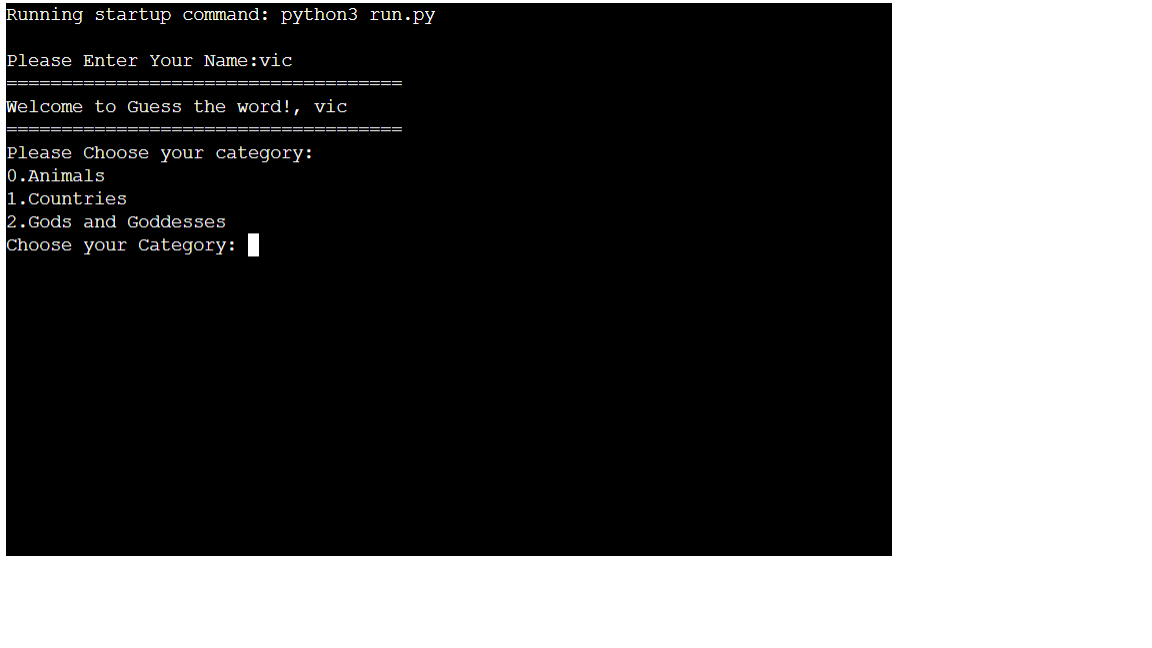 Running startup command: python3 run.py
Please Enter Your Name:vic
====================================
Welcome to Guess the word!, vic
====================================
Please Choose your category:
0.Animals
1.Countries
2.Gods and Goddesses
Choose your Category: